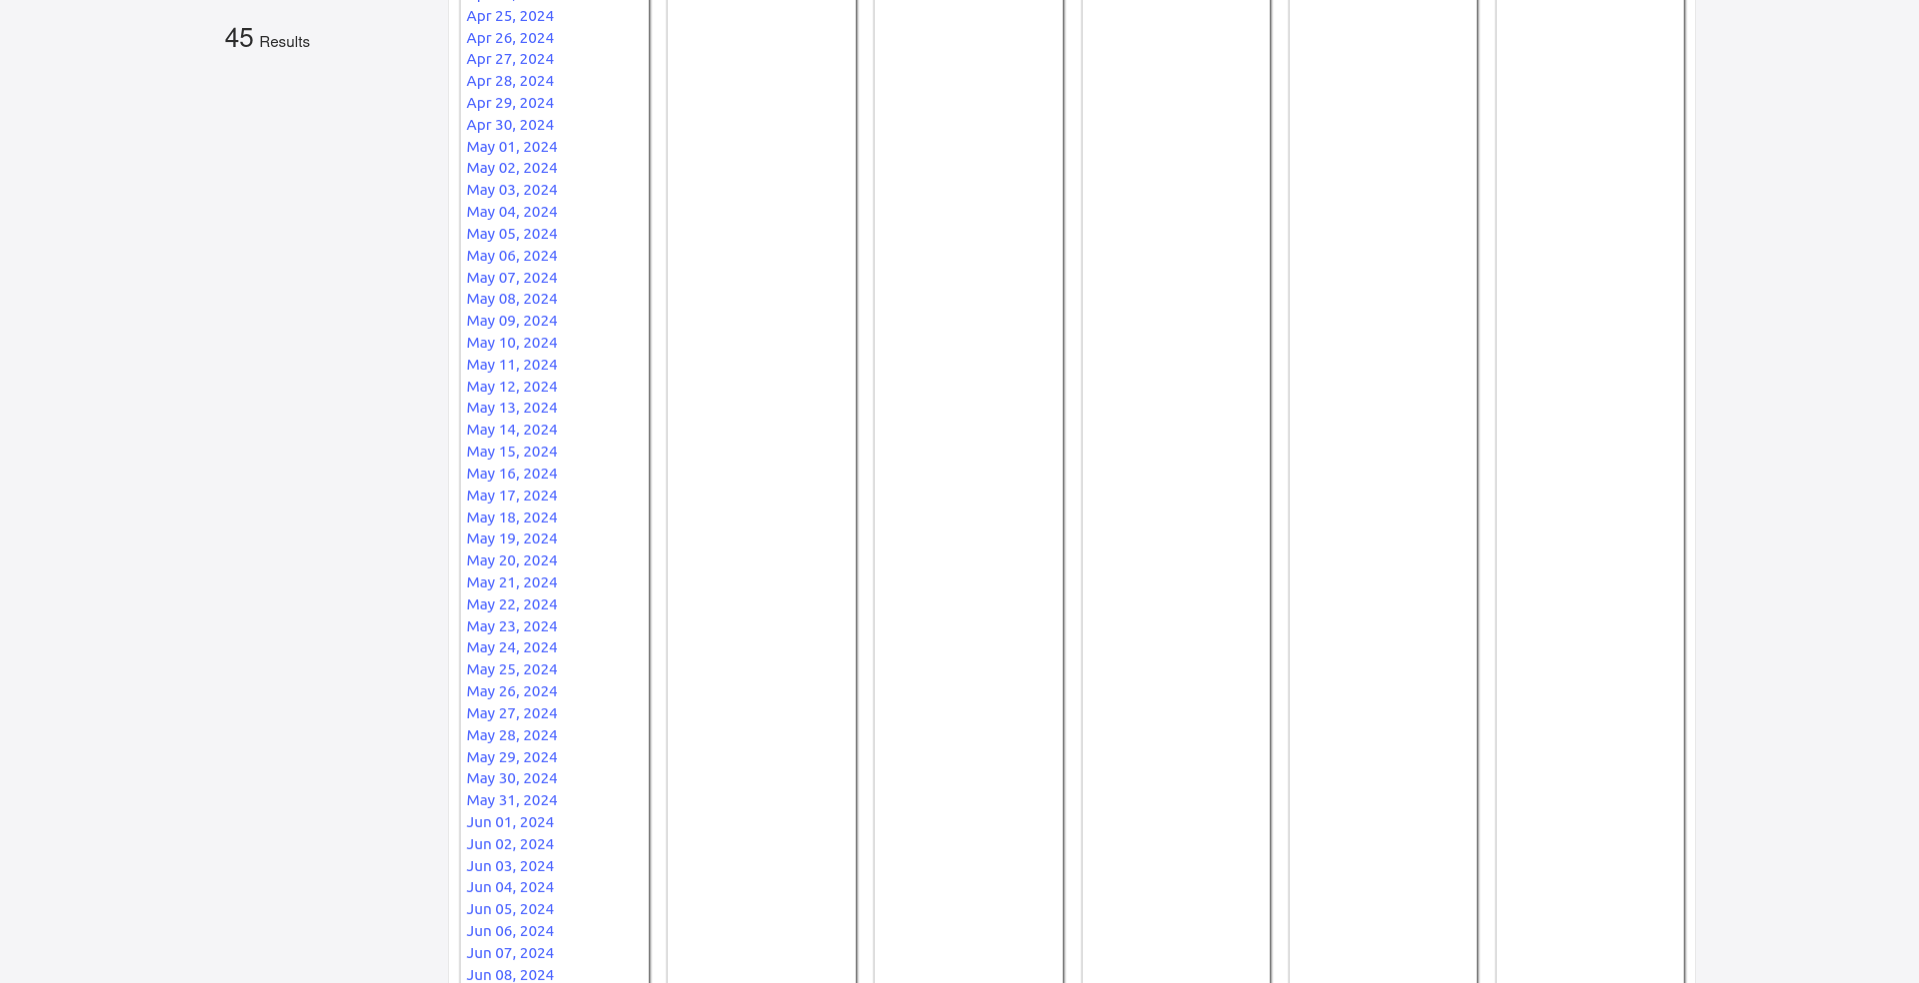 45 Results
Apr 25, 2024
Apr 26, 2024
Apr 27, 2024
Apr 28, 2024
Apr 29, 2024
Apr 30, 2024
May 01, 2024
May 02, 2024
May 03, 2024
May 04, 2024
May 05, 2024
May 06, 2024
May 07, 2024
May 08, 2024
May 09, 2024
May 10, 2024
May 11, 2024
May 12, 2024
May 13, 2024
May 14, 2024
May 15, 2024
May 16, 2024
May 17, 2024
May 18, 2024
May 19, 2024
May 20, 2024
May 21, 2024
May 22, 2024
May 23, 2024
May 24, 2024
May 25, 2024
May 26, 2024
May 27, 2024
May 28, 2024
May 29, 2024
May 30, 2024
May 31, 2024
Jun 01, 2024
Jun 02, 2024
Jun 03, 2024
Jun 04, 2024
Jun 05, 2024
Jun 06, 2024
Jun 07, 2024
Jun 08, 2024